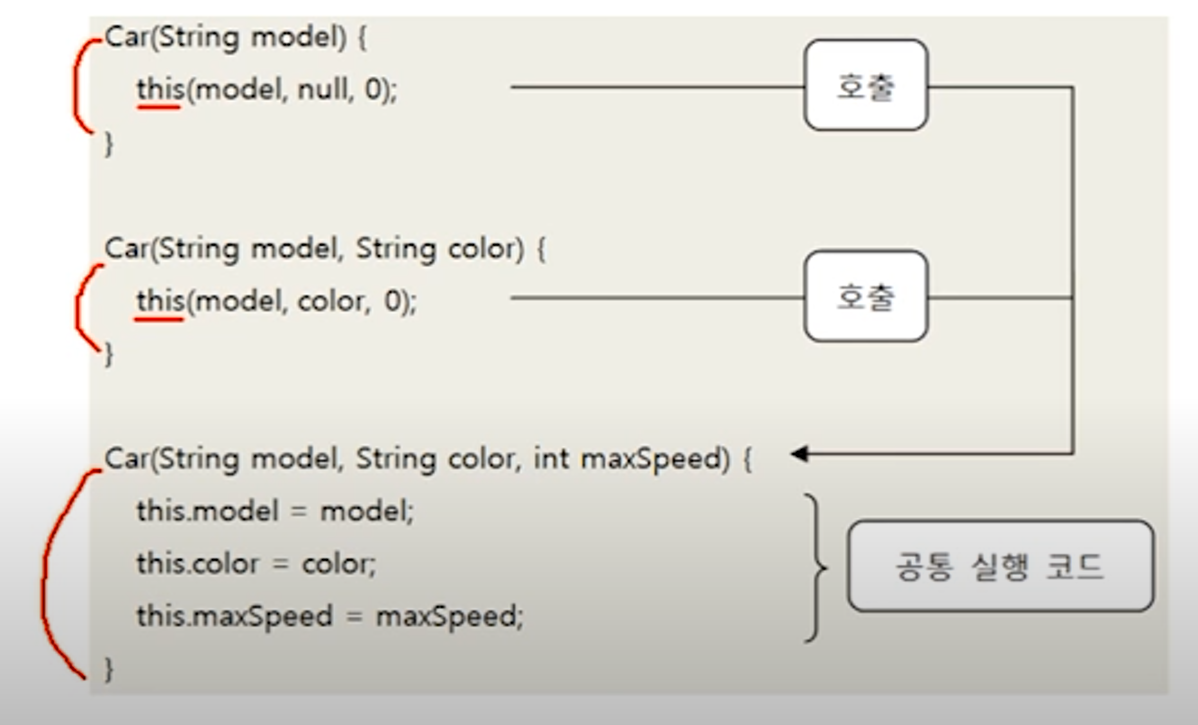 Car(String model) {
this(model, null, 0);
호출
}
Car(String model, String color) {
this(model, color, 0);
호출
}
Car(String model, String color, int maxSpeed) {
this.model = model;
this.color = color;
this.maxSpeed = maxSpeed;
공통 실행 코드
}